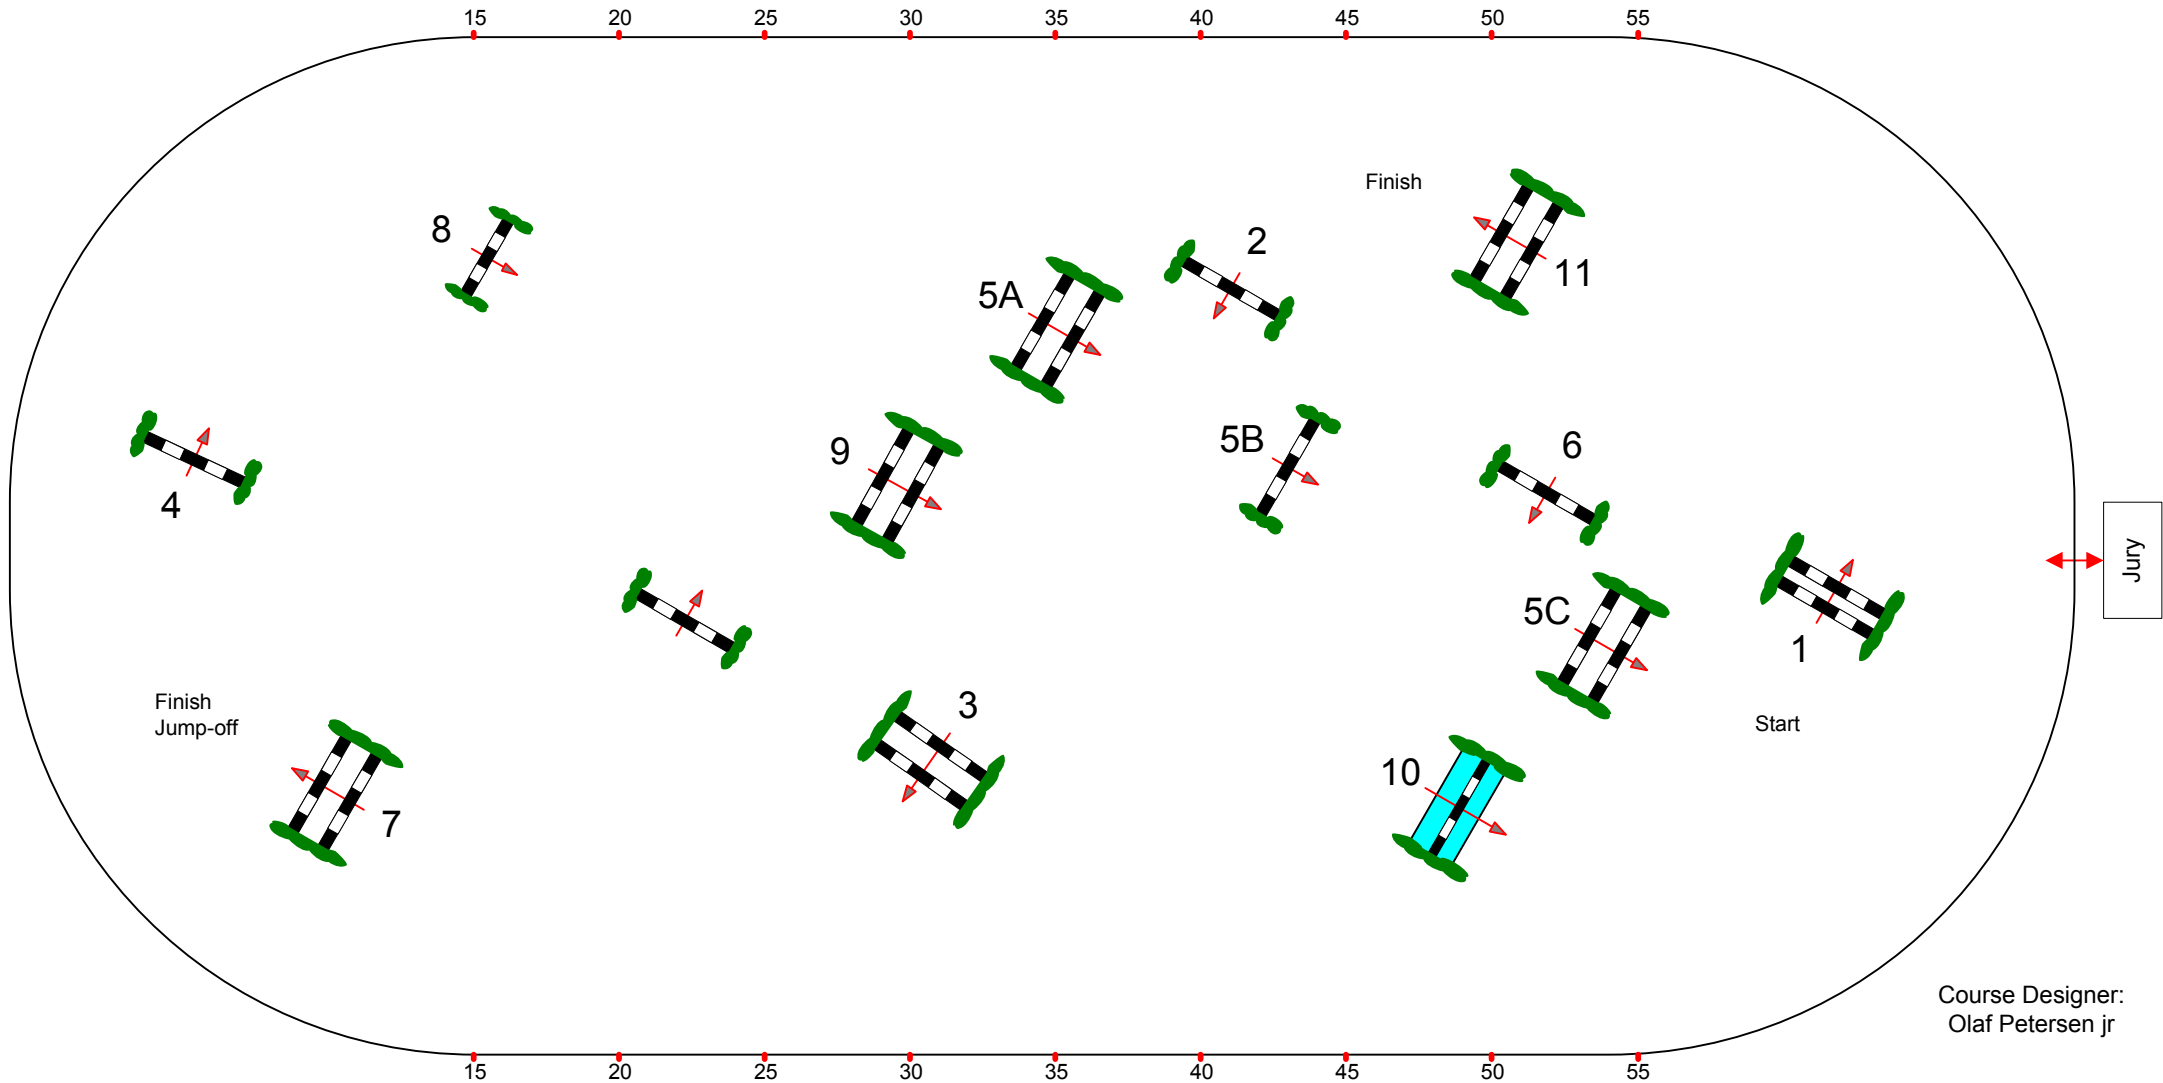 15 20 25 30 35 40 45 50 55
Finish
8
2
11
5A
5B
6
9
4
5C
Jury
1
Finish
Jump-off
3
Start
10
7
Course Designer:
Olaf Petersen jr
15 20 25 30 35 40 45 50 55